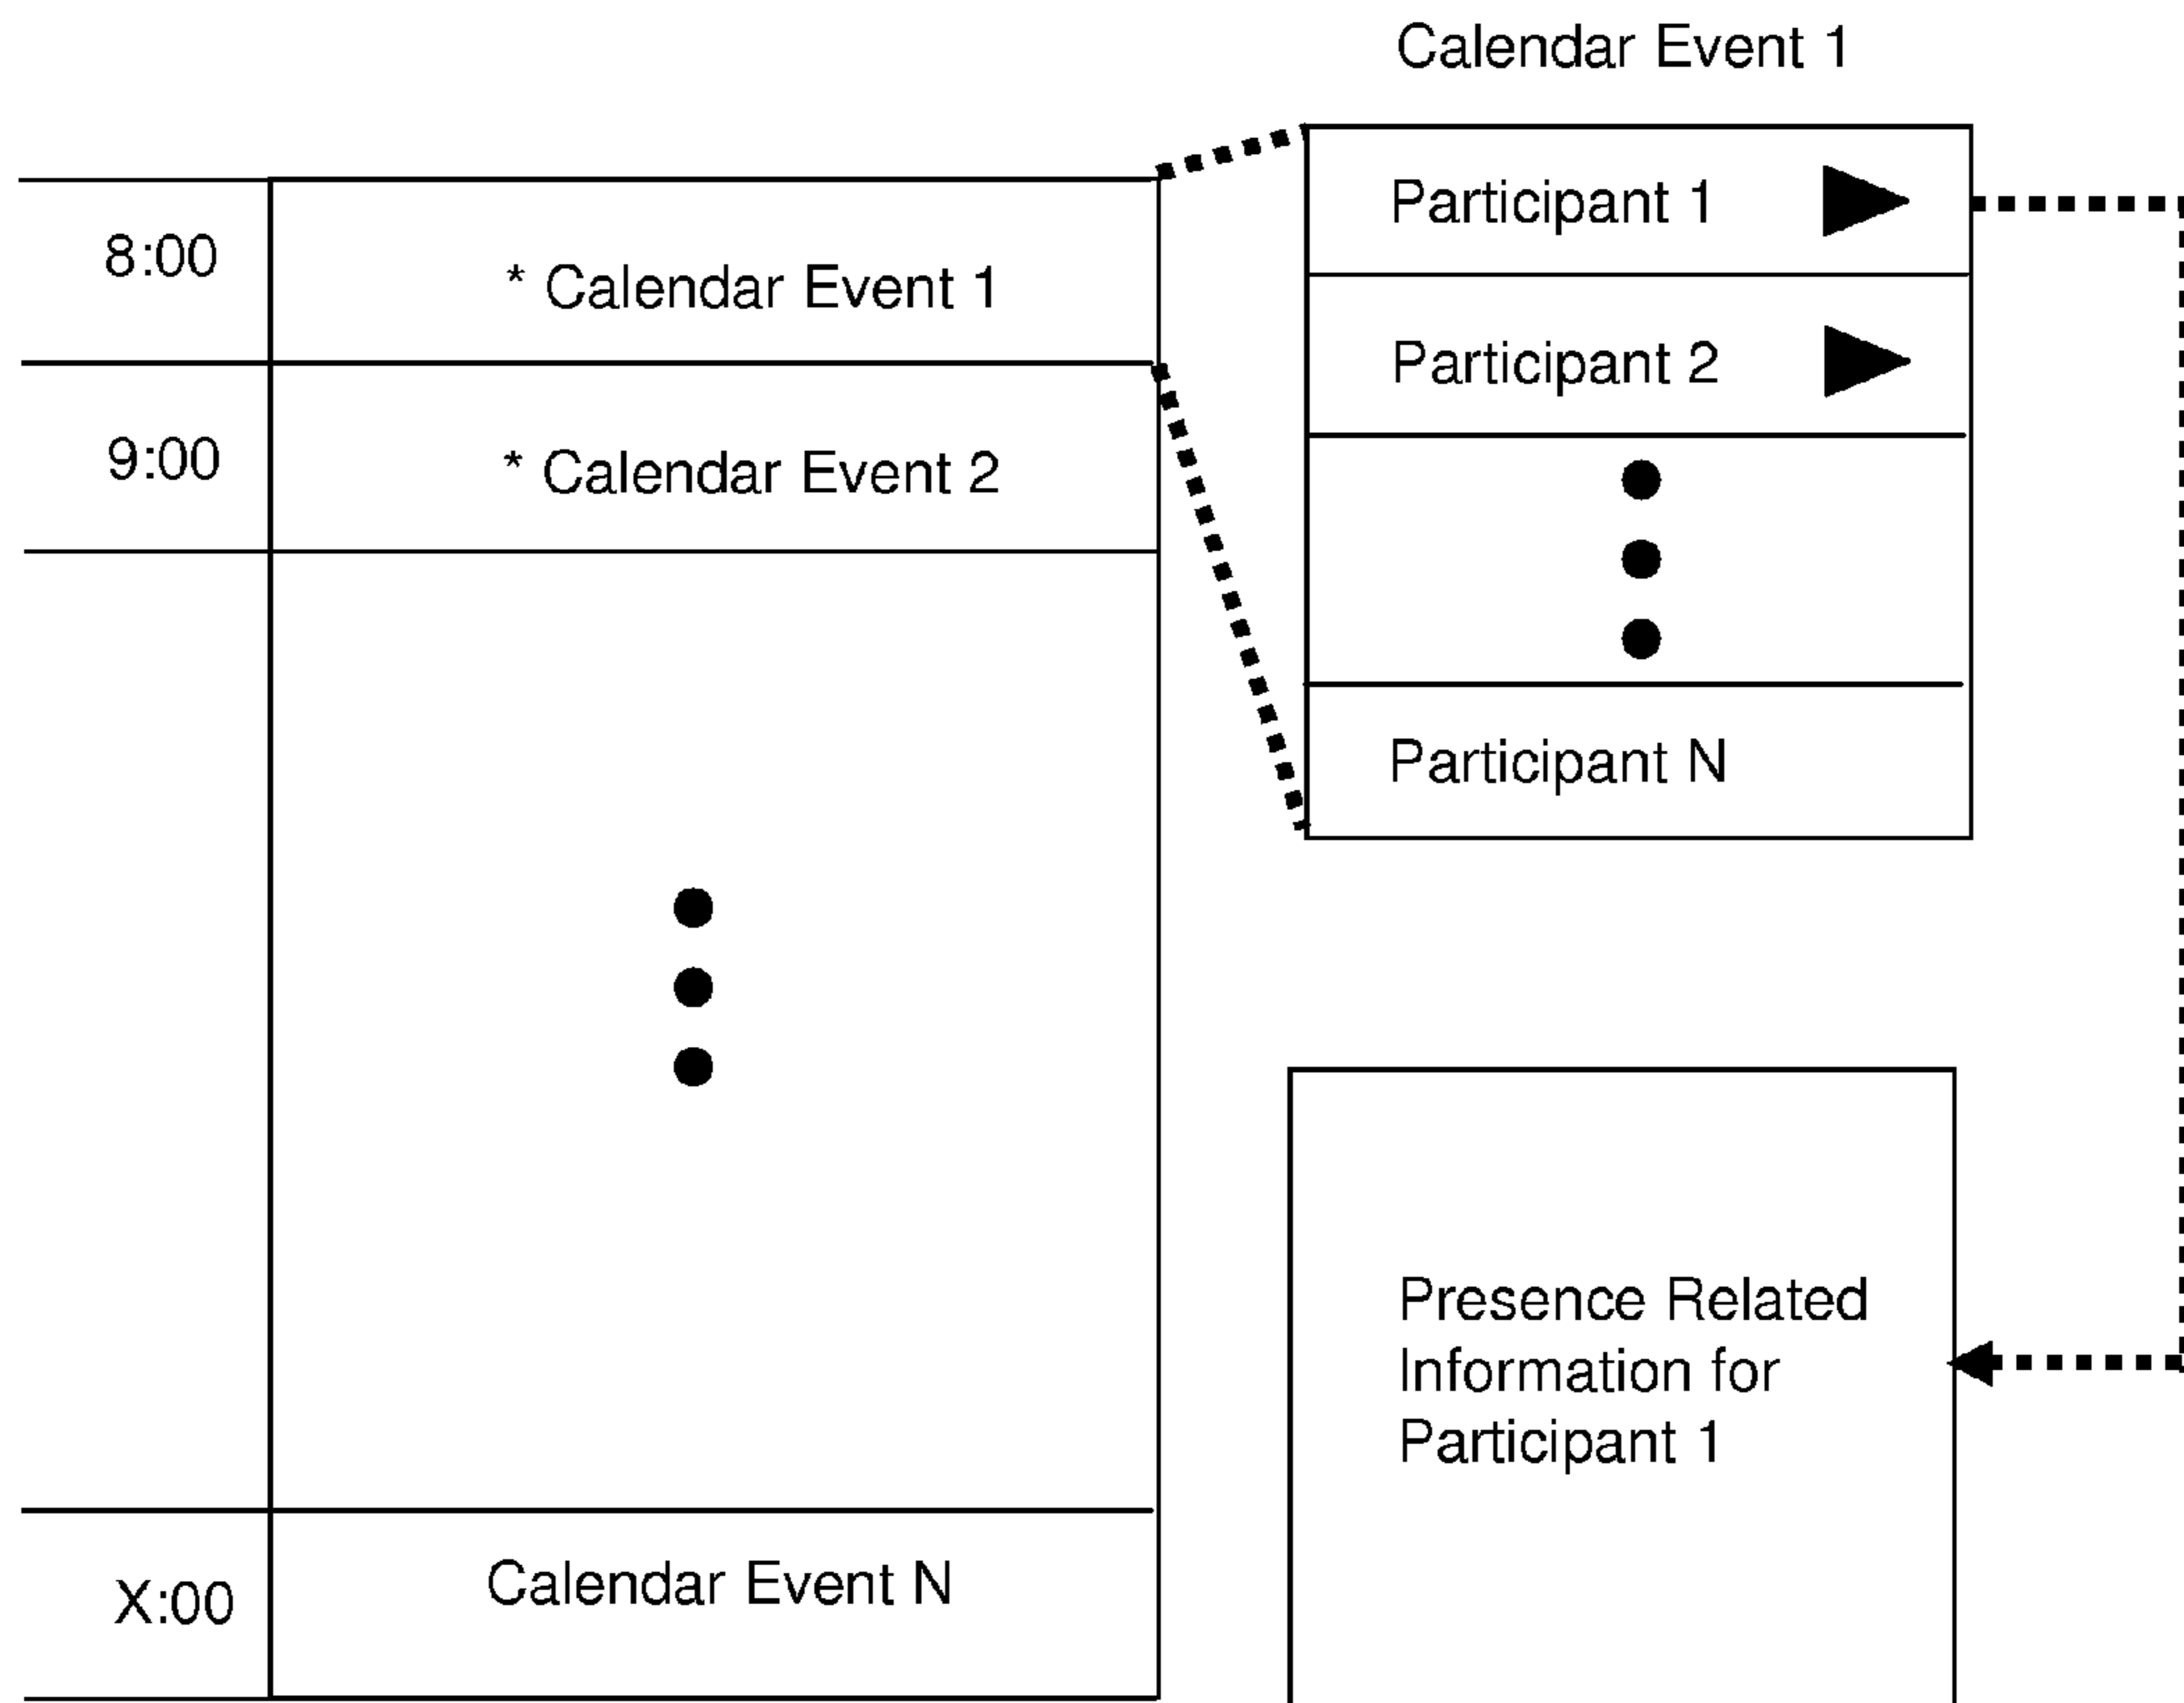 8:00
* Calendar Event 1
9:00
* Calendar Event 2
X:00
Calendar Event N
Calendar Event 1
Participant 1
Participant 2
Participant N
Presence Related
Information for
Participant 1